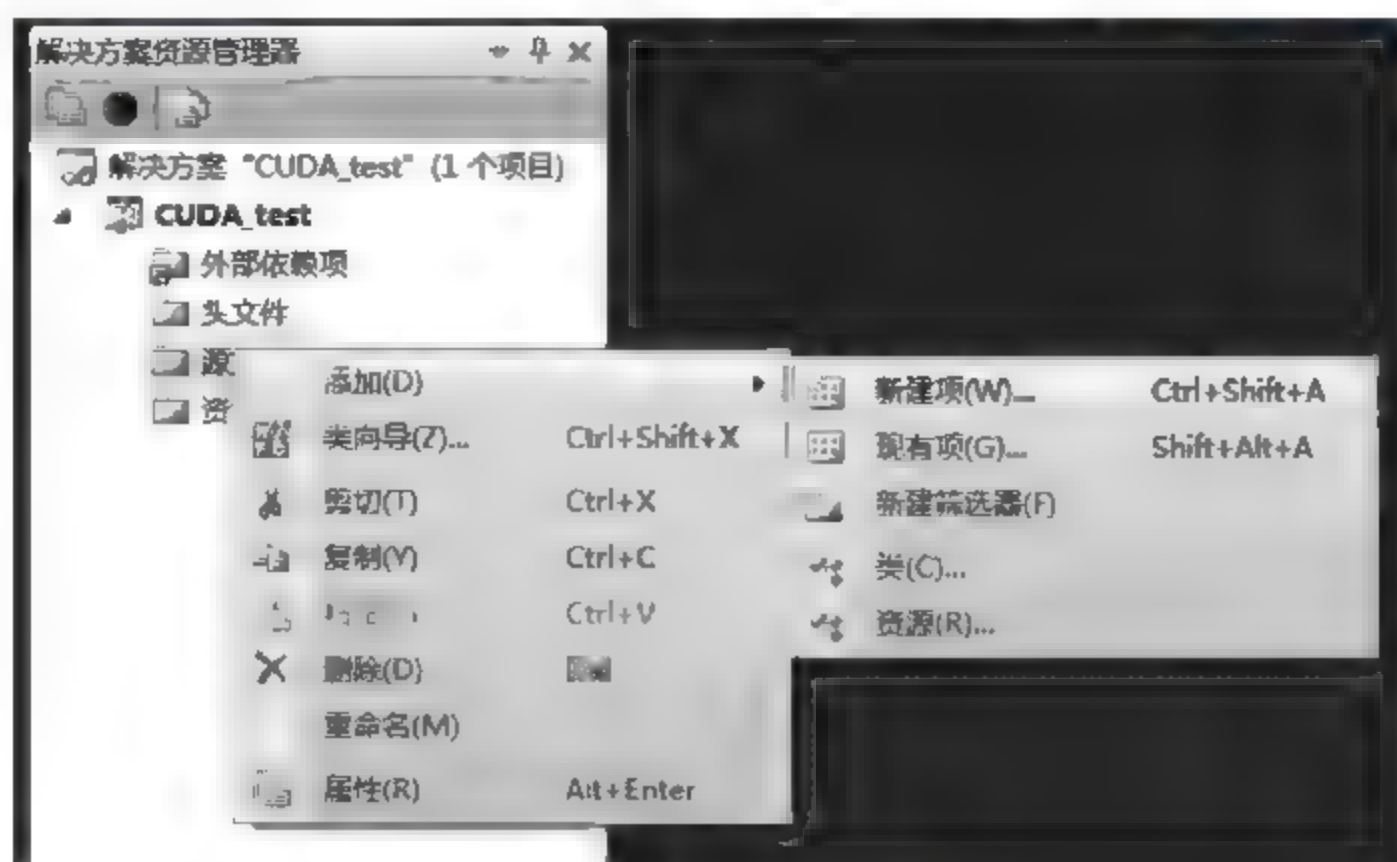 解决方案资源管理器
解决方案 "CUDA_test" (1 个项目)
CUDA_test
外部依赖项
头文件
源
资
添加(D)
类向导(Z)... Ctrl+Shift+X
剪切(T) Ctrl+X
复制(Y) Ctrl+C
Ctrl+V
删除(D)
重命名(M)
属性(R) Alt+Enter
新建项(W)... Ctrl+Shift+A
现有项(G)... Shift+Alt+A
新建筛选器(F)
类(C)...
资源(R)...